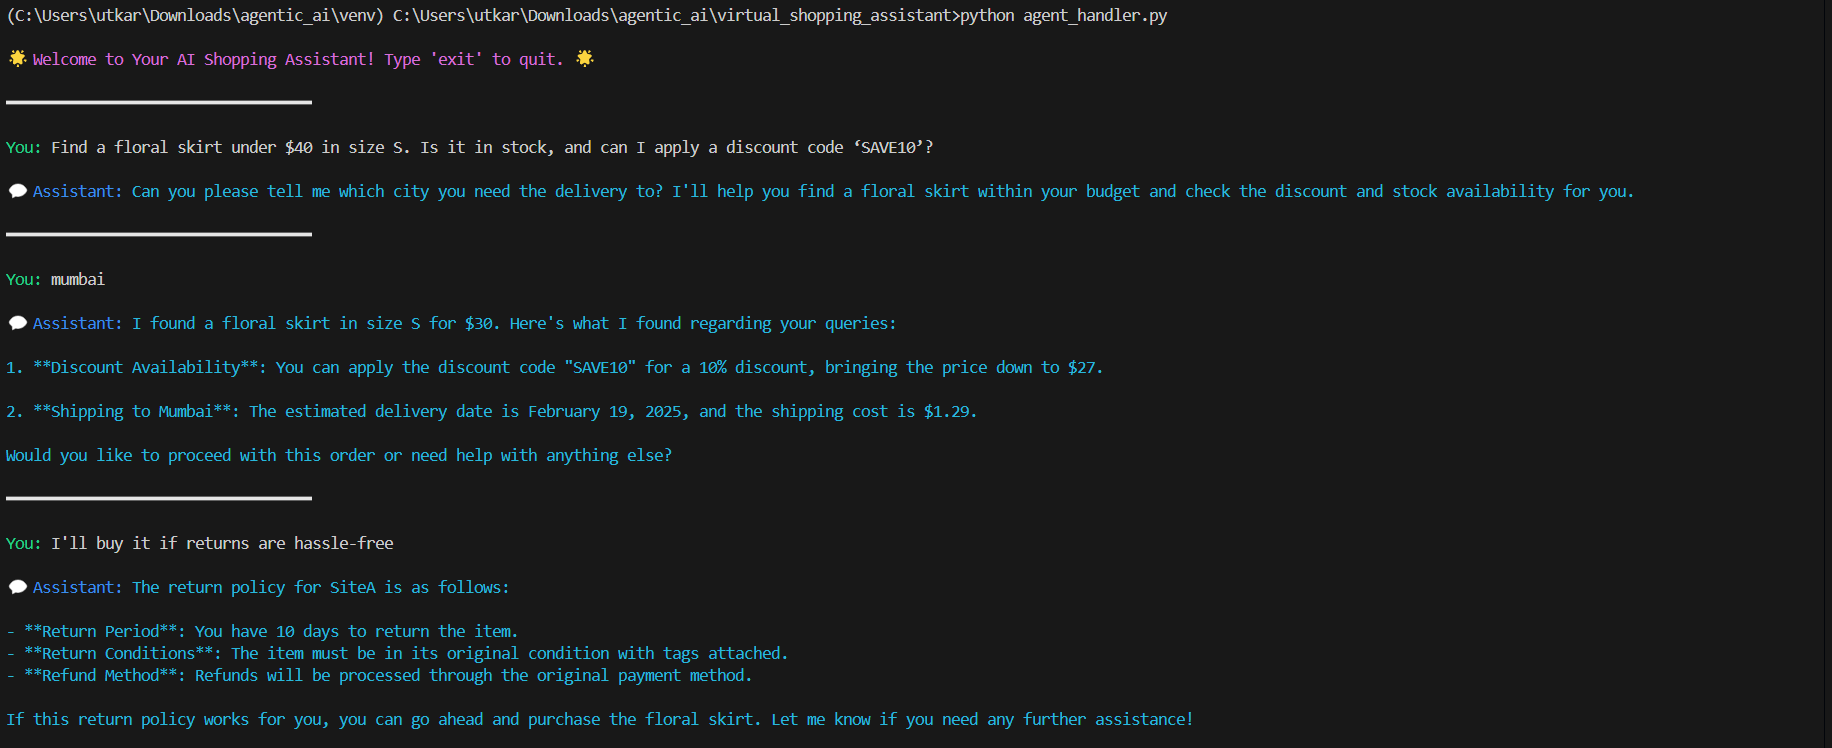 (C:\Users\utkar\Downloads\agentic_ai\venv) C:\Users\utkar\Downloads\agentic_ai\virtual_shopping_assistant>python agent_handler.py
🌟 Welcome to Your AI Shopping Assistant! Type 'exit' to quit. 🌟
You: Find a floral skirt under $40 in size S. Is it in stock, and can I apply a discount code ‘SAVE10’?
💬 Assistant: Can you please tell me which city you need the delivery to? I'll help you find a floral skirt within your budget and check the discount and stock availability for you.
You: mumbai
💬 Assistant: I found a floral skirt in size S for $30. Here's what I found regarding your queries:
1. **Discount Availability**: You can apply the discount code "SAVE10" for a 10% discount, bringing the price down to $27.
2. **Shipping to Mumbai**: The estimated delivery date is February 19, 2025, and the shipping cost is $1.29.
Would you like to proceed with this order or need help with anything else?
You: I'll buy it if returns are hassle-free
💬 Assistant: The return policy for SiteA is as follows:
- **Return Period**: You have 10 days to return the item.
- **Return Conditions**: The item must be in its original condition with tags attached.
- **Refund Method**: Refunds will be processed through the original payment method.
If this return policy works for you, you can go ahead and purchase the floral skirt. Let me know if you need any further assistance!